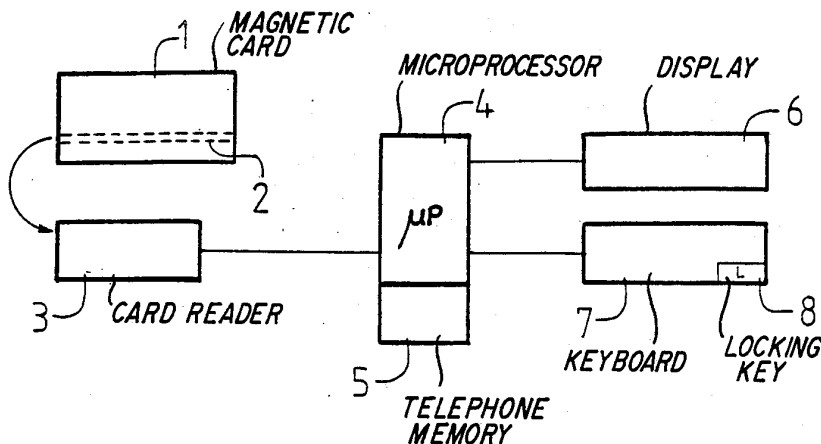 1
MAGNETIC
CARD
2
3
CARD READER
MICROPROCESSOR
4
μP
5
TELEPHONE
MEMORY
DISPLAY
6
L
7
8
KEYBOARD
LOCKING
KEY